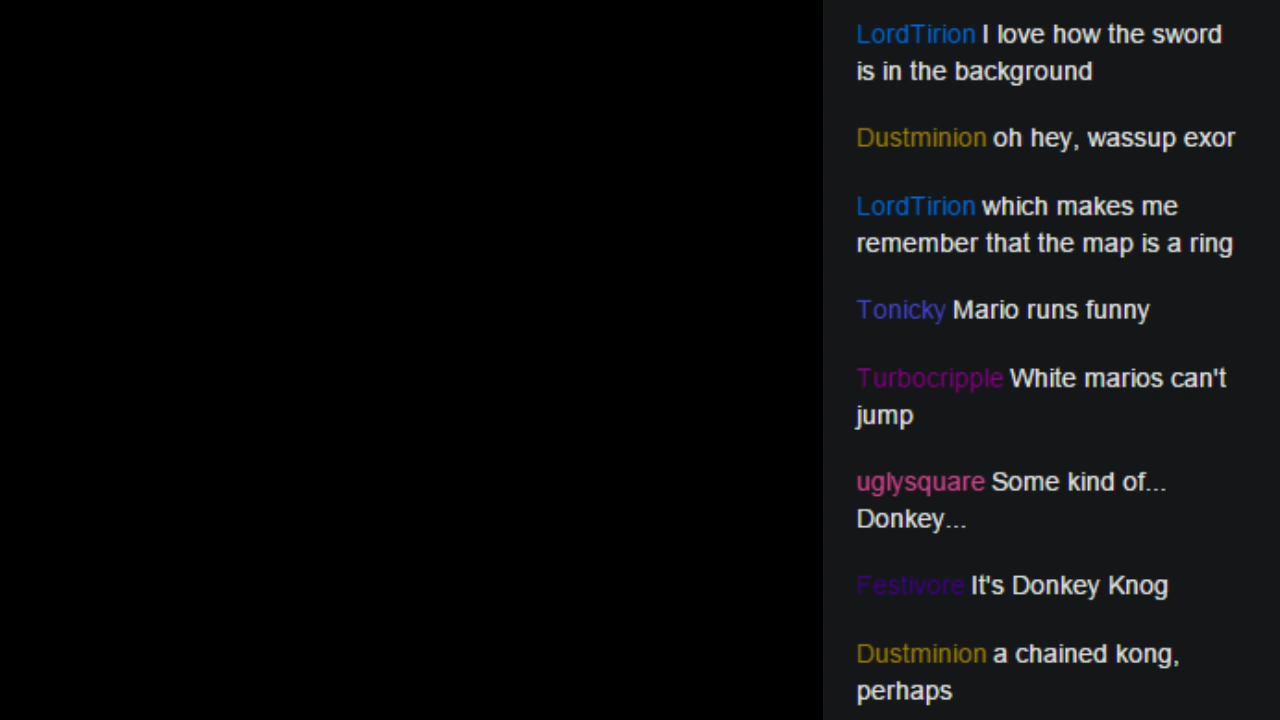 LordTirion I love how the sword
is in the background
Dustminion oh hey, wassup exor
LordTirion which makes me
remember that the map is a ring
Tonicky Mario runs funny
Turbocripple White marios can't
jump
uglysquare Some kind of...
Donkey...
Festivore It's Donkey Knog
Dustminion a chained kong,
perhaps